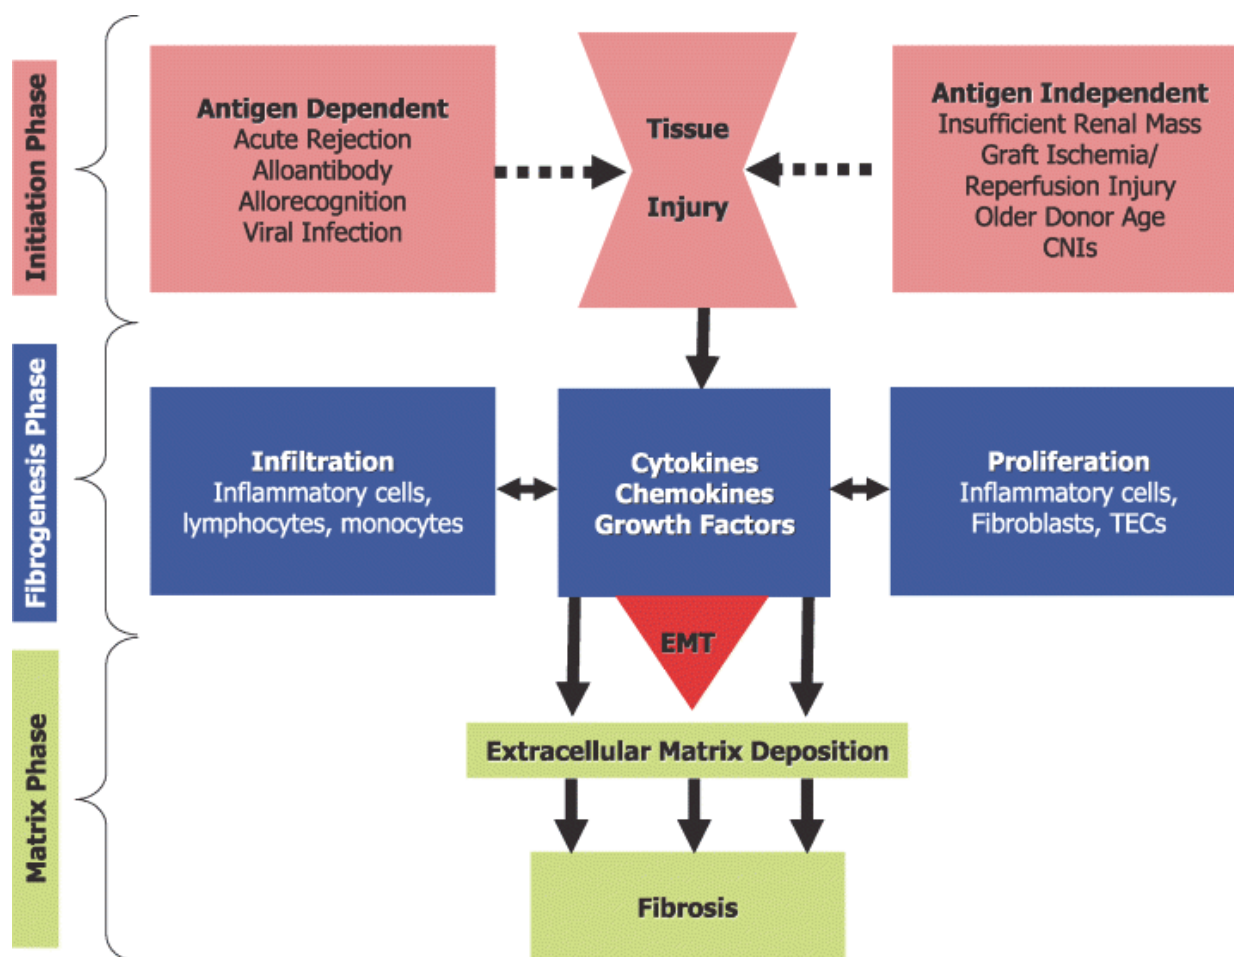 Initiation Phase
Antigen Dependent
Acute Rejection
Alloantibody
Allorecognition
Viral Infection
Tissue
Injury
Antigen Independent
Insufficient Renal Mass
Graft Ischemia/
Reperfusion Injury
Older Donor Age
CNIs
Fibrogenesis Phase
Infiltration
Inflammatory cells,
lymphocytes, monocytes
Cytokines
Chemokines
Growth Factors
Proliferation
Inflammatory cells,
Fibroblasts, TECs
EMT
Matrix Phase
Extracellular Matrix Deposition
Fibrosis